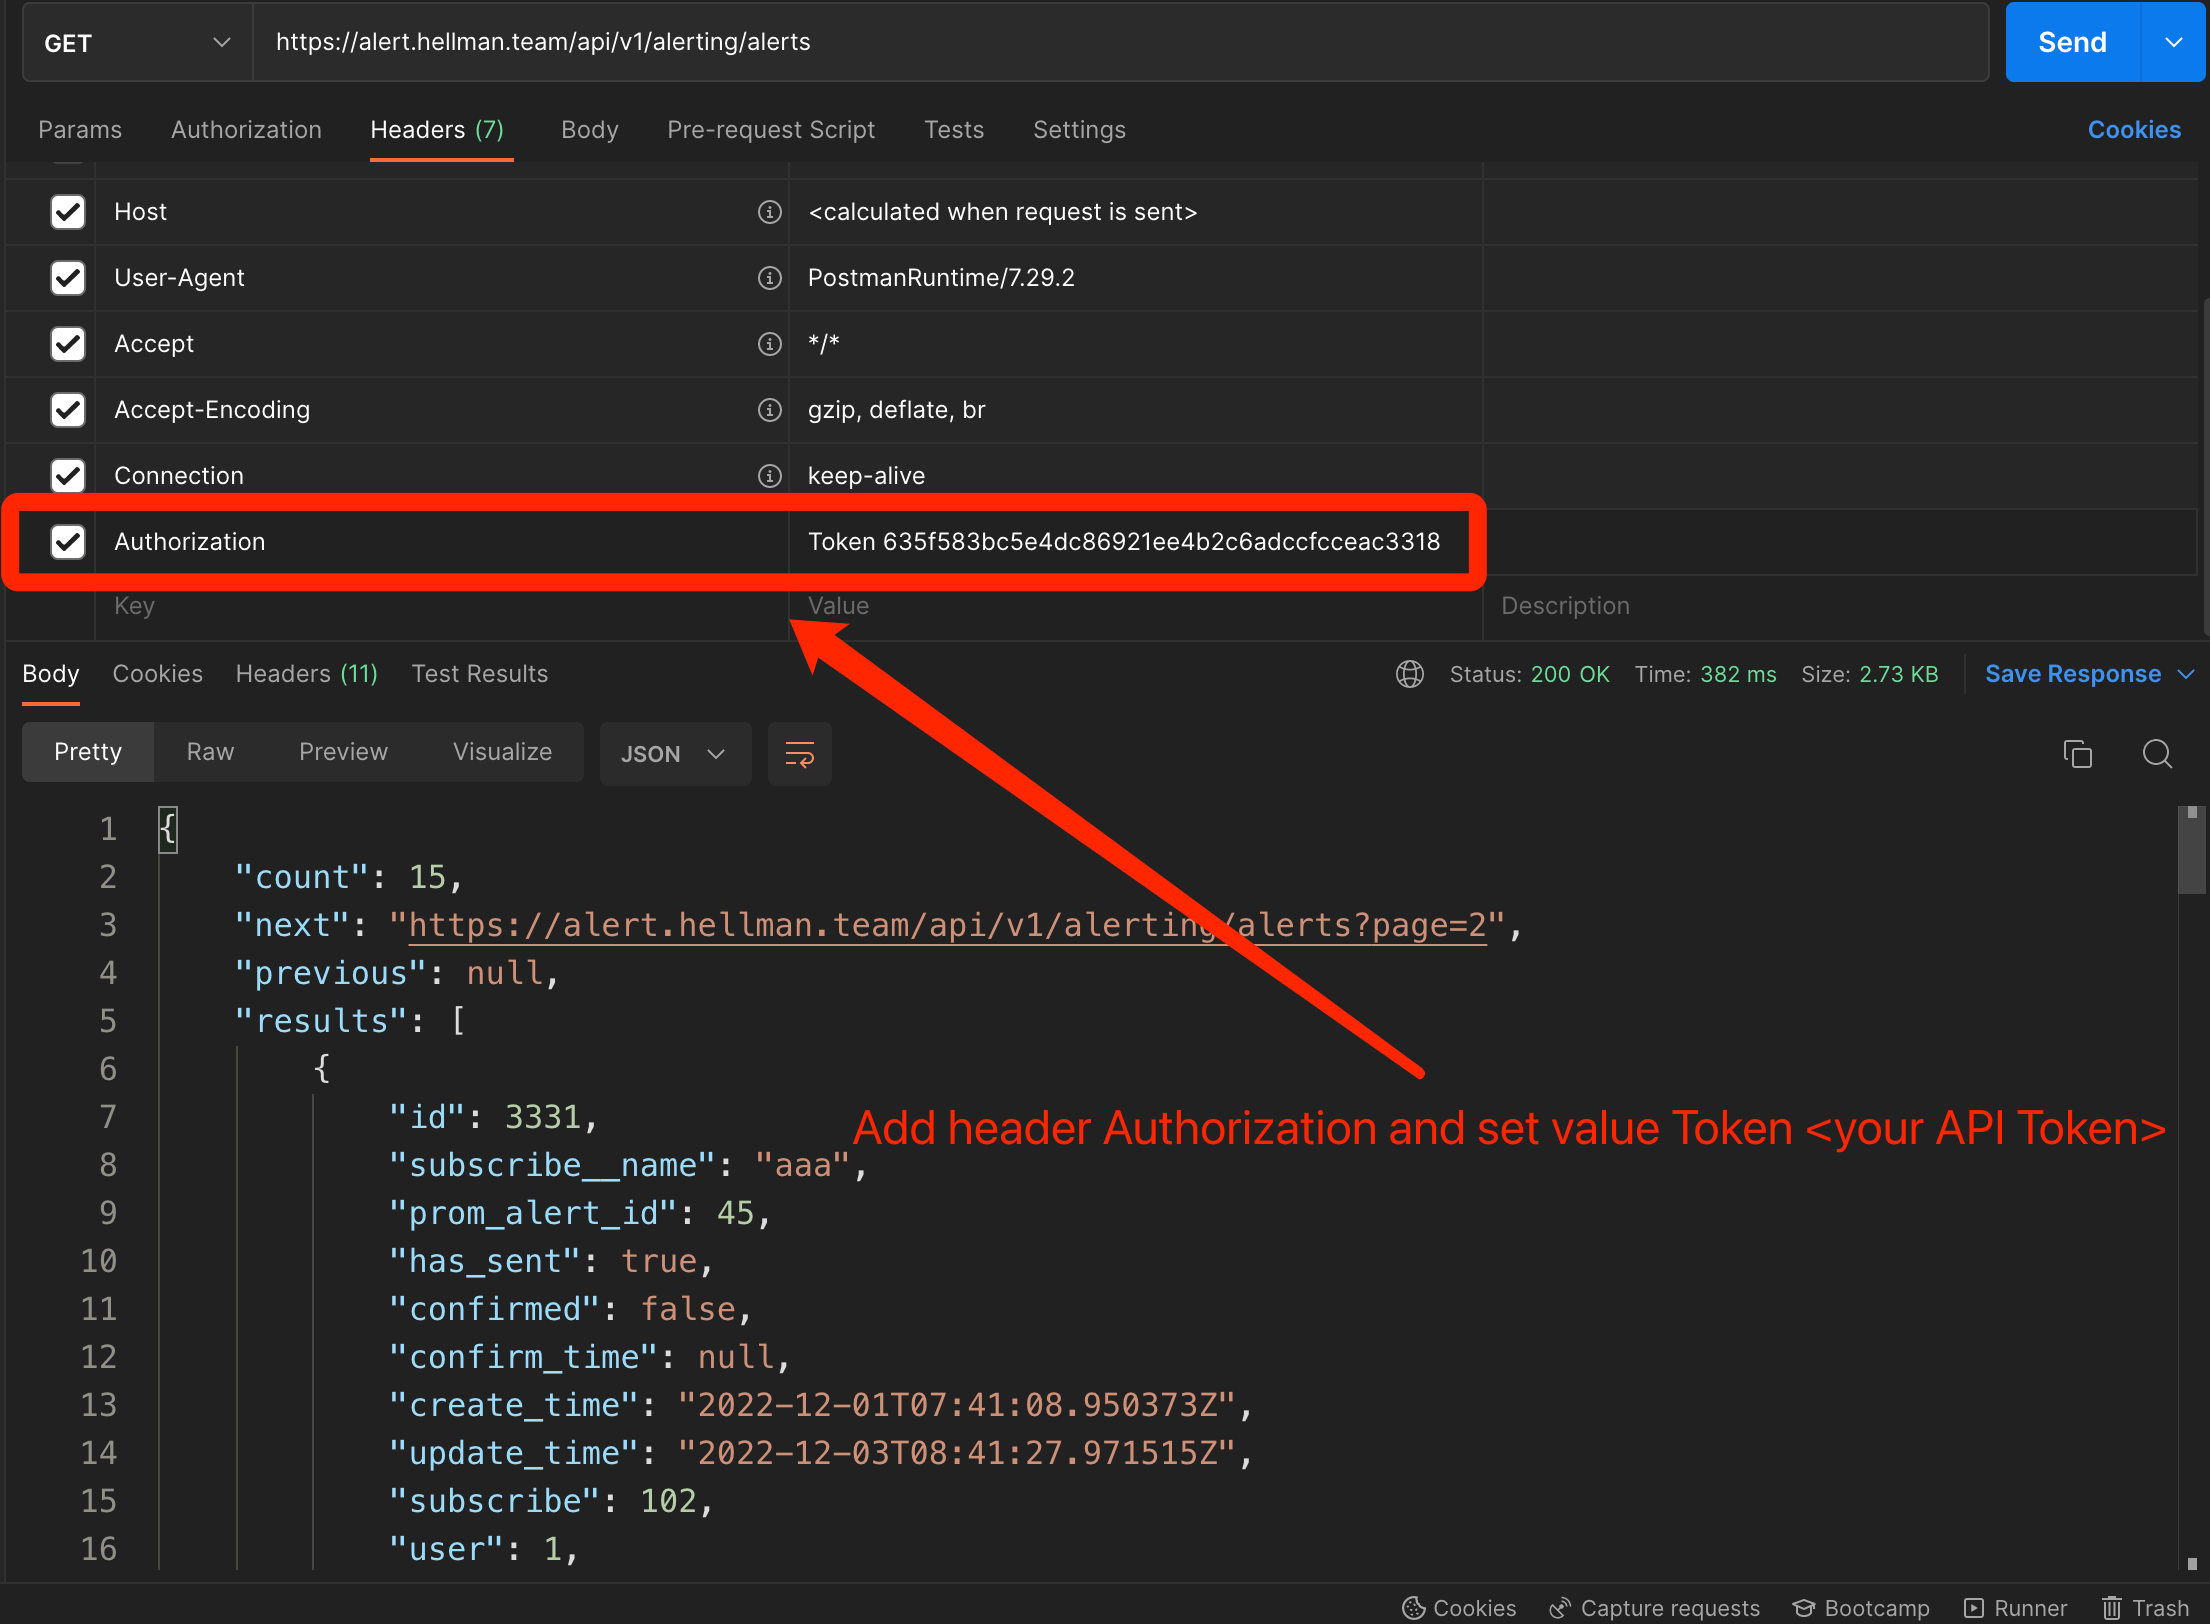 GET https://alert.hellman.team/api/v1/alerting/alerts Send
Params Authorization Headers (7) Body Pre-request Script Tests Settings Cookies
Host <calculated when request is sent>
User-Agent PostmanRuntime/7.29.2
Accept */*
Accept-Encoding gzip, deflate, br
Connection keep-alive
Authorization Token 635f583bc5e4dc86921ee4b2c6adccfcceac3318
Key Value Description
Body Cookies Headers (11) Test Results Status: 200 OK Time: 382 ms Size: 2.73 KB Save Response
Pretty Raw Preview Visualize JSON
1 {
2 "count": 15,
3 "next": "https://alert.hellman.team/api/v1/alerting/alerts?page=2",
4 "previous": null,
5 "results": [
6 {
7 "id": 3331,
Add header Authorization and set value Token <your API Token>
8 "subscribe__name": "aaa",
9 "prom_alert_id": 45,
10 "has_sent": true,
11 "confirmed": false,
12 "confirm_time": null,
13 "create_time": "2022-12-01T07:41:08.950373Z",
14 "update_time": "2022-12-03T08:41:27.971515Z",
15 "subscribe": 102,
16 "user": 1,
Cookies Capture requests Bootcamp Runner Trash